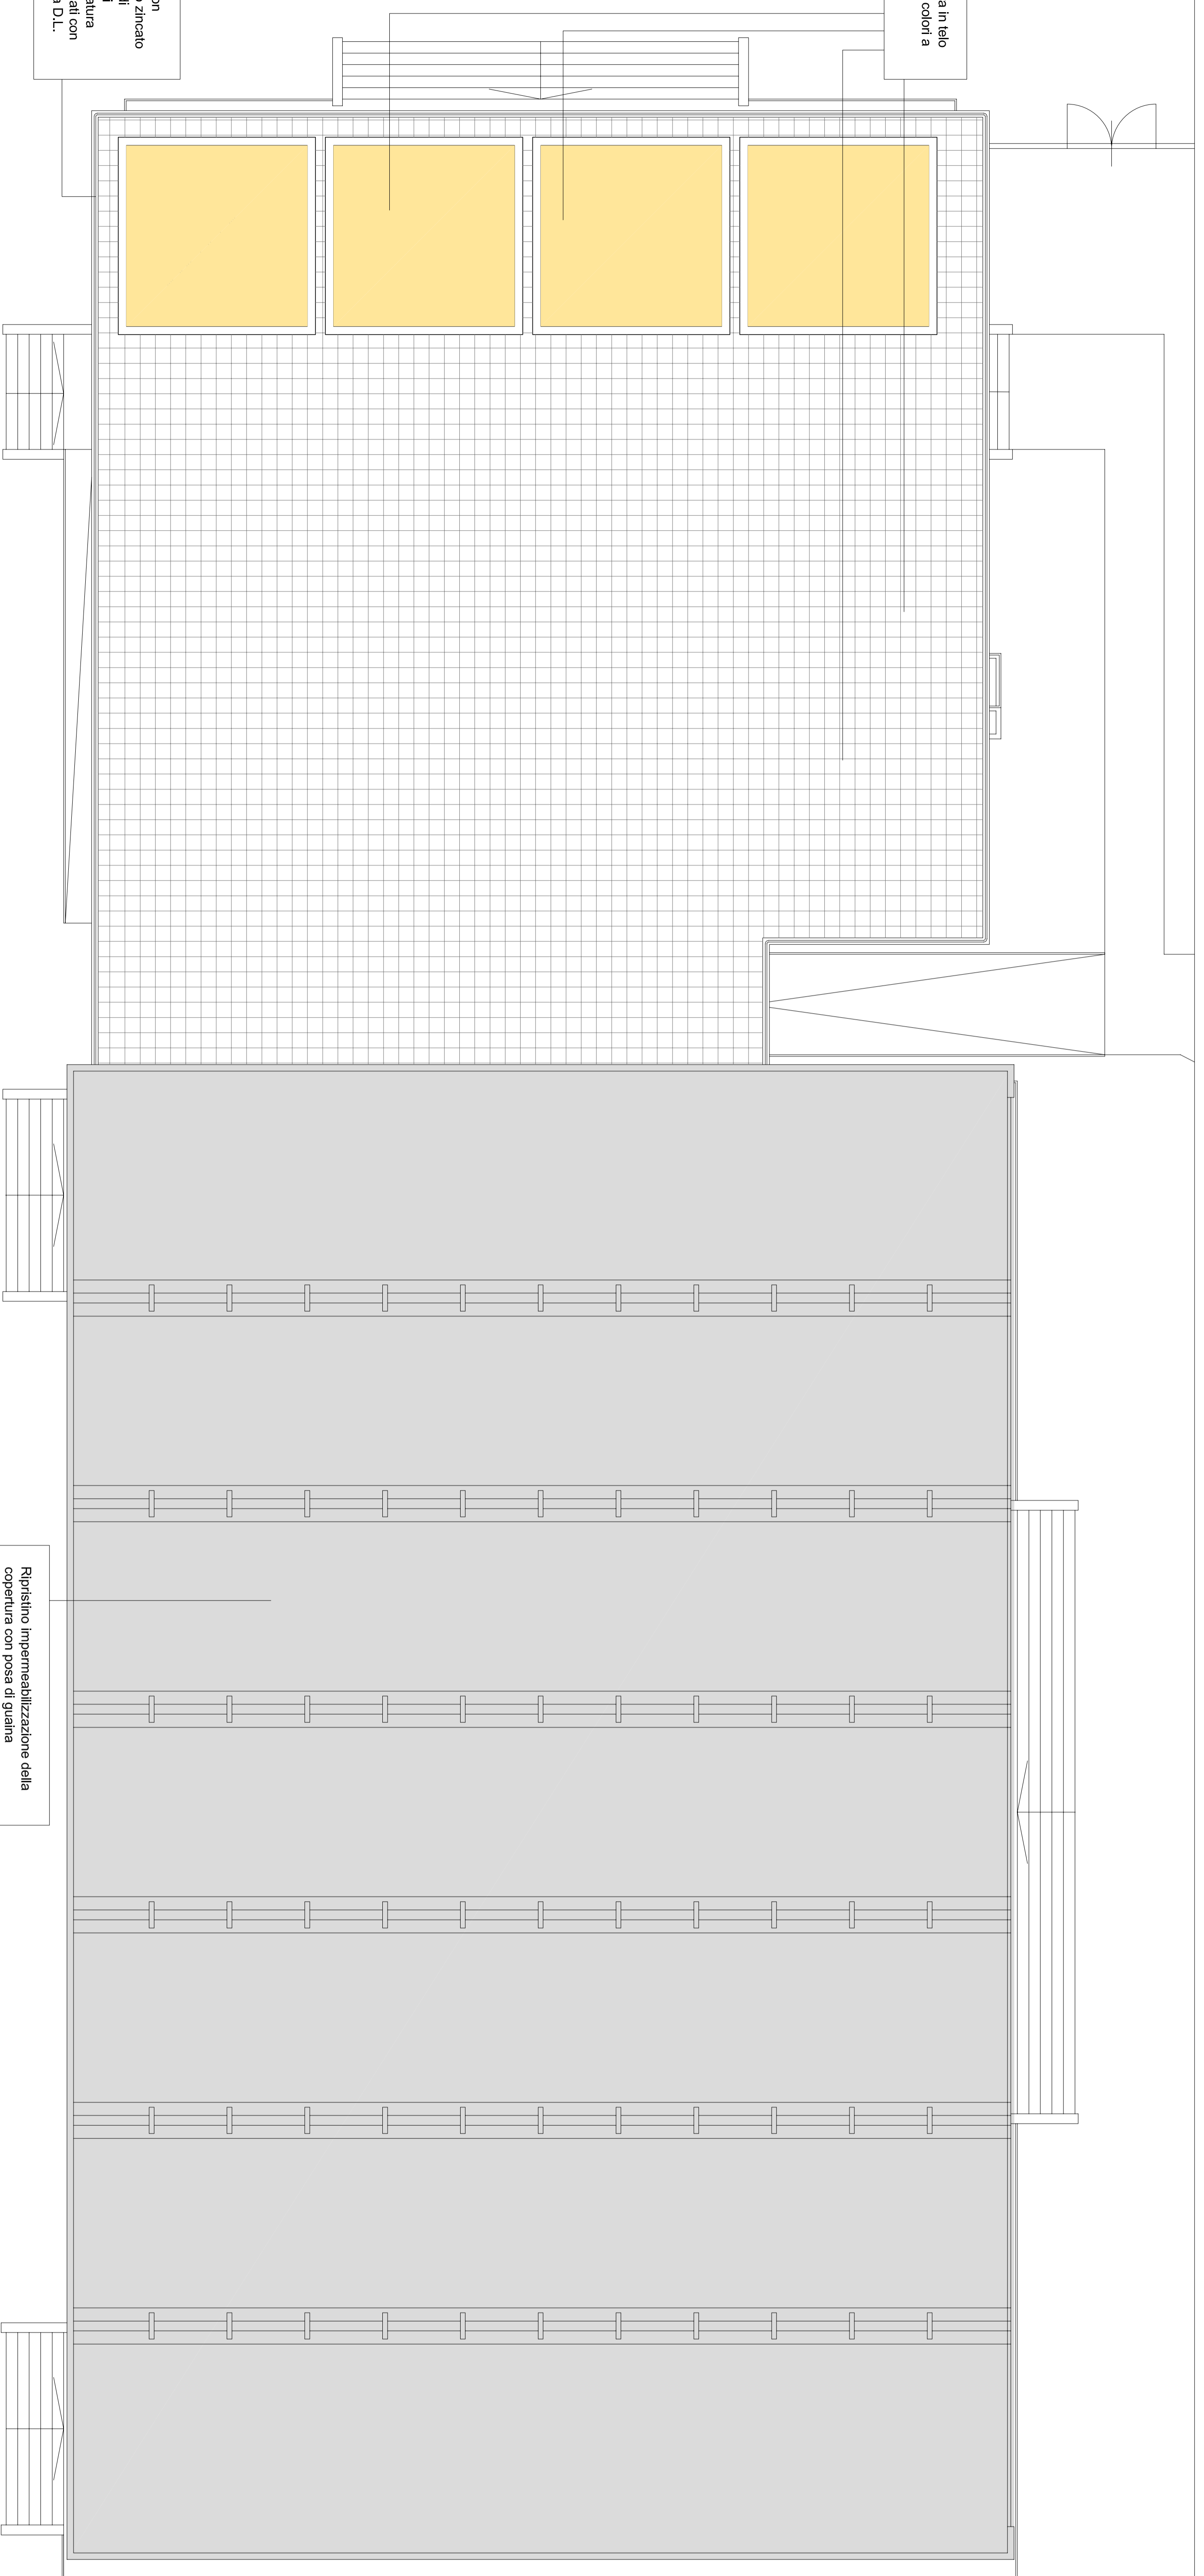 a in telo
colori a
on
o zincato
di
i
atura
ati con
a D.L.
Ripristino impermeabilizzazione della
copertura con posa di guaina